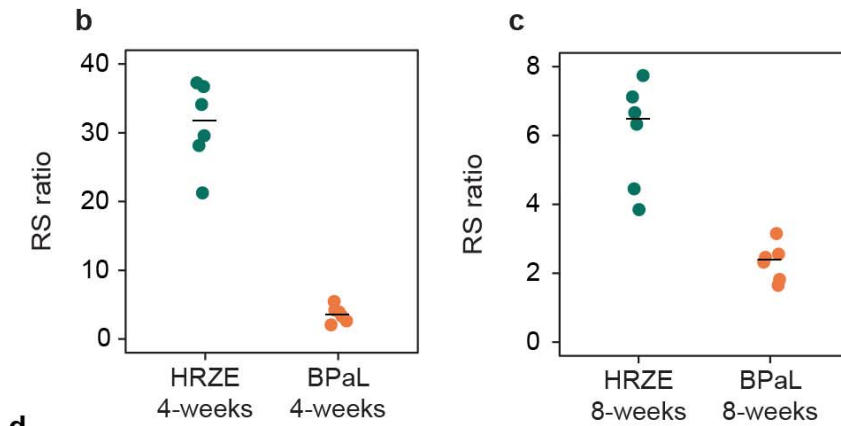 b
40
30
20
10
0
RS ratio
HRZE
4-weeks
BPaL
4-weeks
c
8
6
4
2
0
RS ratio
HRZE
8-weeks
BPaL
8-weeks
d